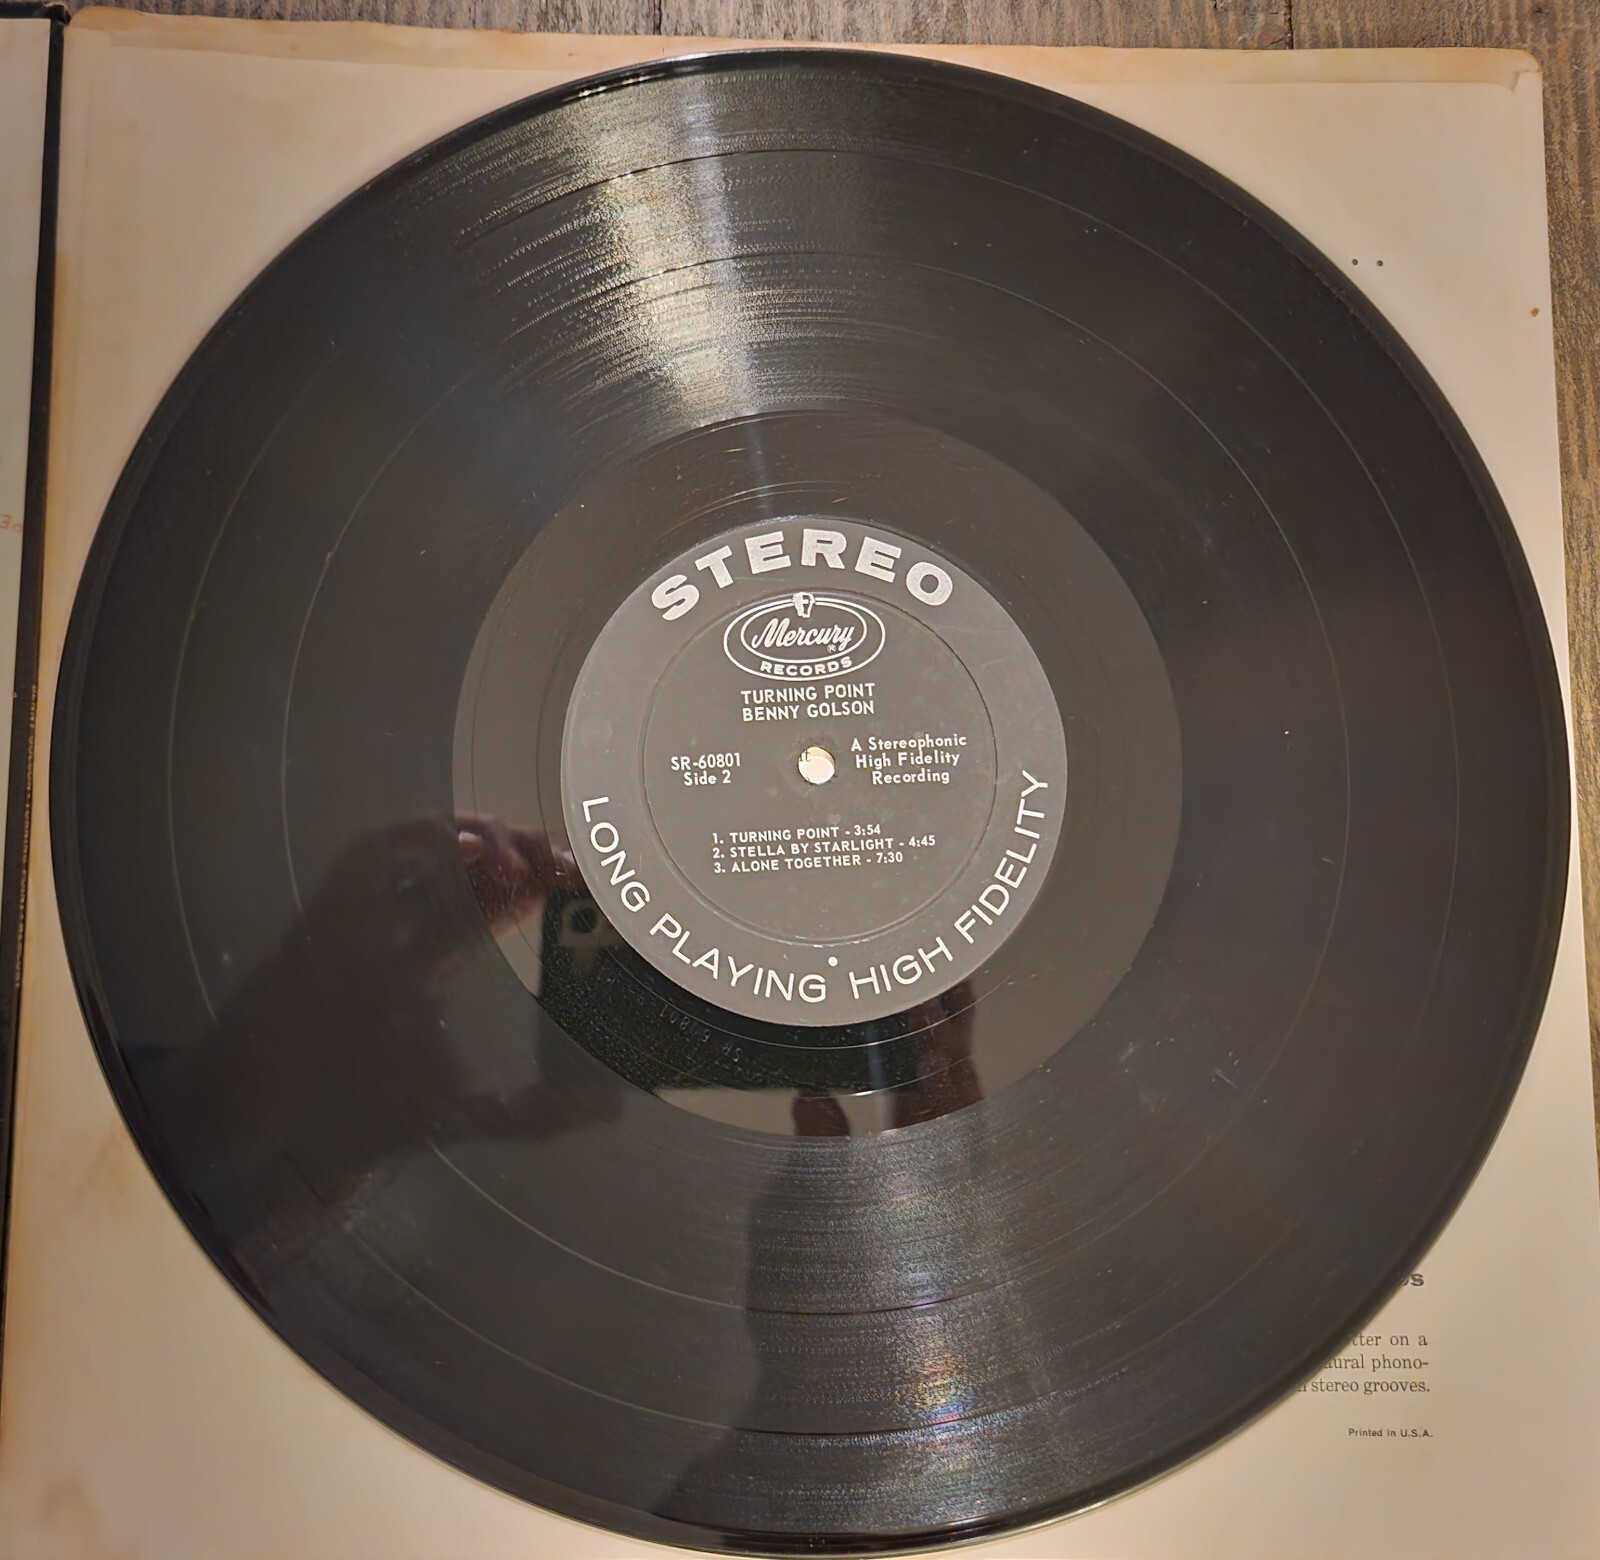 STEREO
Mercury
RECORDS
TURNING POINT
BENNY GOLSON
SR-60801
Side 2
A Stereophonic
High Fidelity
Recording
1. TURNING POINT - 3:54
2. STELLA BY STARLIGHT - 4:45
3. ALONE TOGETHER - 7:30
LONG PLAYING • HIGH FIDELITY
on a
phono-
stereo grooves.
Printed in U.S.A.